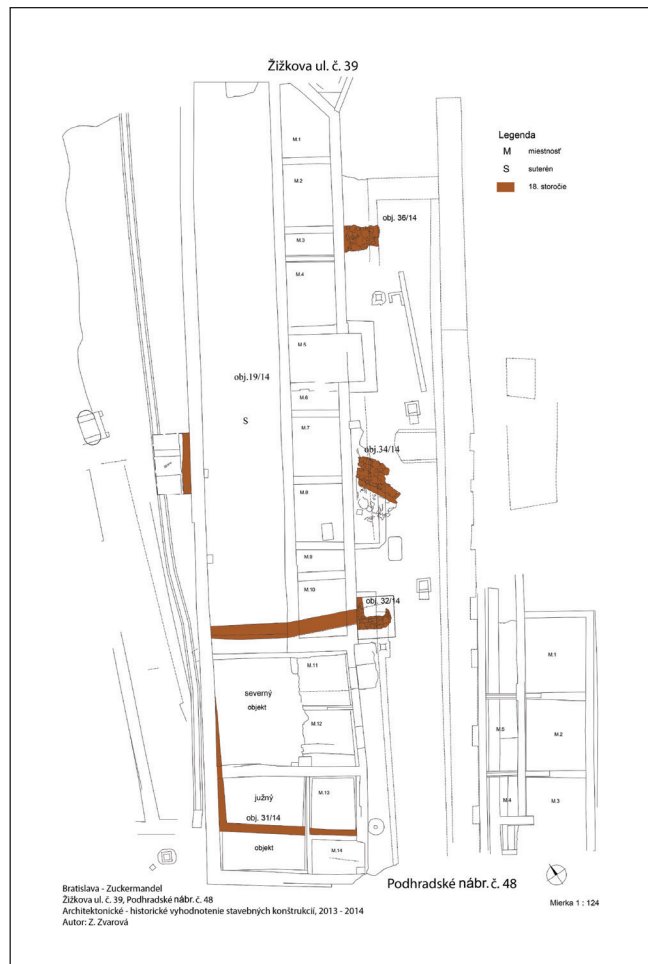 Žižkova ul. č. 39
Legenda
M miestnosť
S suterén
18. storočie
M.1
M.2
M.3
M.4
M.5
M.6
M.7
M.8
M.9
M.10
M.11
M.12
M.13
M.14
obj. 36/14
obj.19/14
S
obj.34/14
obj. 32/14
severný
objekt
južný
obj. 31/14
objekt
M.1
M.2
M.3
M.4
Podhradské nábr. č. 48
Mierka 1 : 124
Bratislava - Zuckermandel
Žižkova ul. č. 39, Podhradské nábr. č. 48
Architektonické - historické vyhodnotenie stavebných konštrukcií, 2013 - 2014
Autor: Z. Zvarová